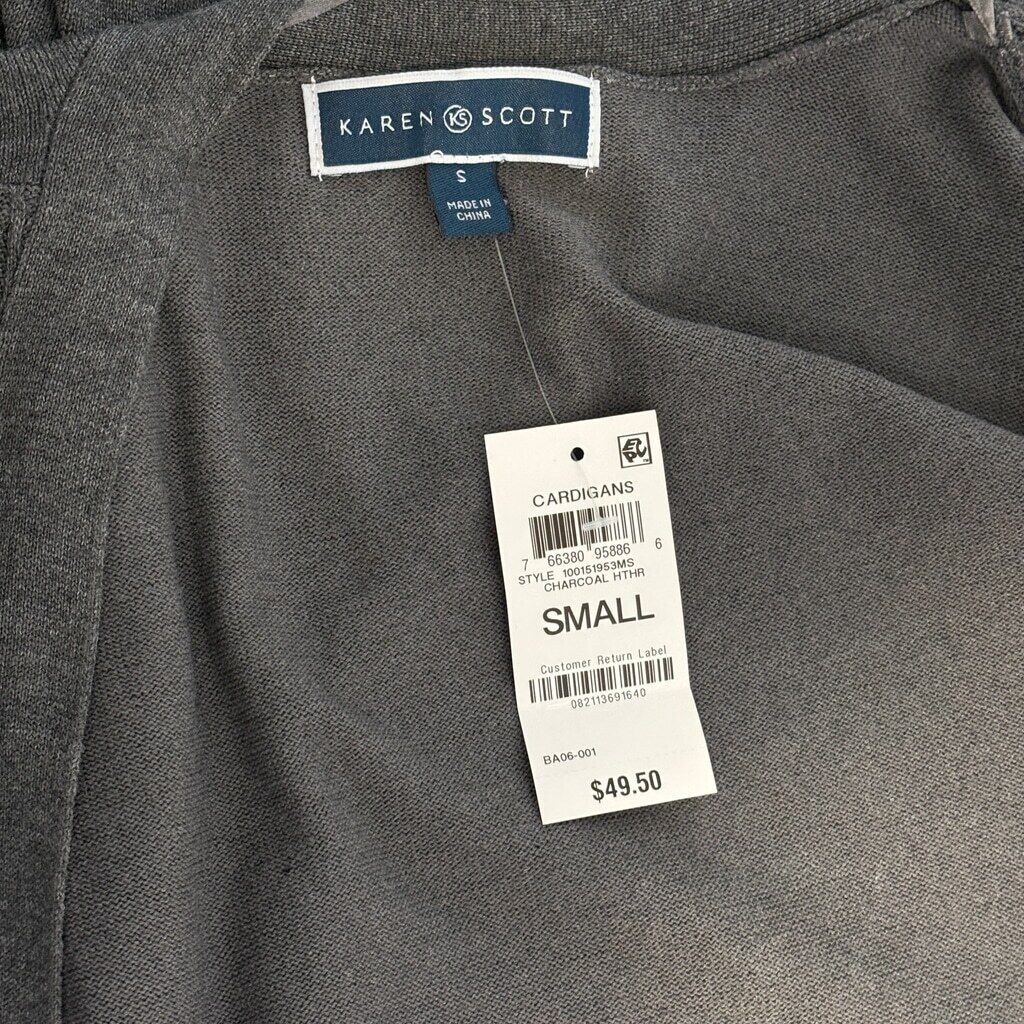 KAREN KS SCOTT
S
MADE IN
CHINA
CARDIGANS
7 66380 95886 6
STYLE 100151953MS
CHARCOAL HTHR
SMALL
Customer Return Label
082113691640
BA06-001
$49.50